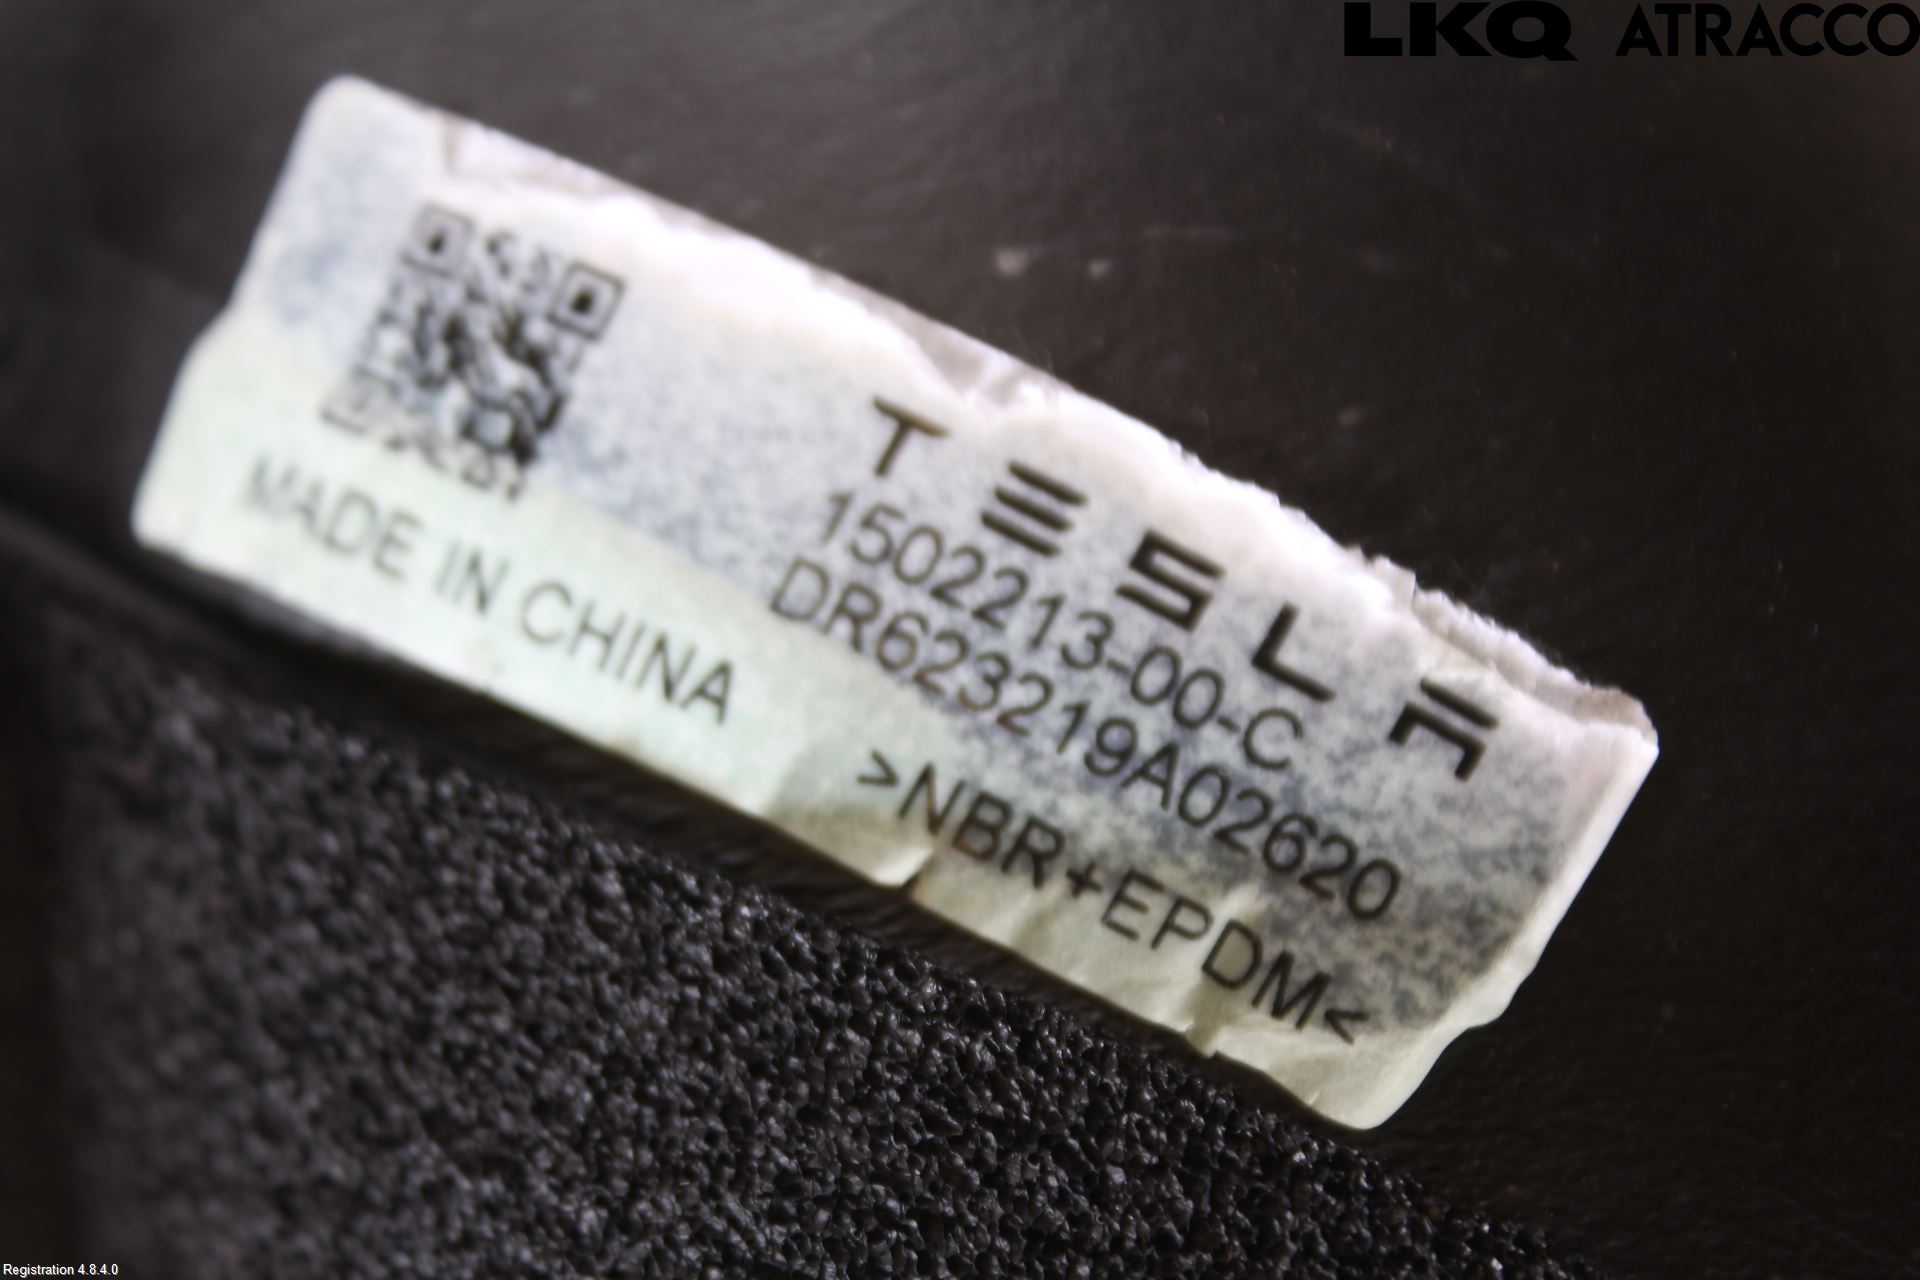 LKQ ATRACCO
TESLA
1502213-00-C
DR623219A02620
>NBR+EPDM<
MADE IN CHINA
Registration 4.8.4.0